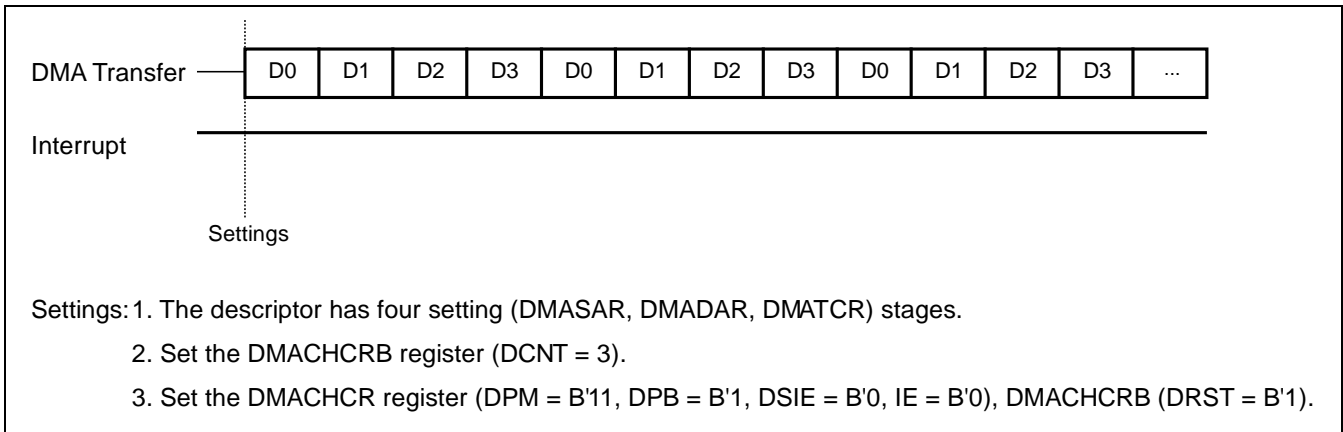 DMA Transfer D0 D1 D2 D3 D0 D1 D2 D3 D0 D1 D2 D3 ...
Interrupt
Settings
Settings: 1. The descriptor has four setting (DMASAR, DMADAR, DMATCR) stages.
2. Set the DMACHCRB register (DCNT = 3).
3. Set the DMACHCR register (DPM = B'11, DPB = B'1, DSIE = B'0, IE = B'0), DMACHCRB (DRST = B'1).